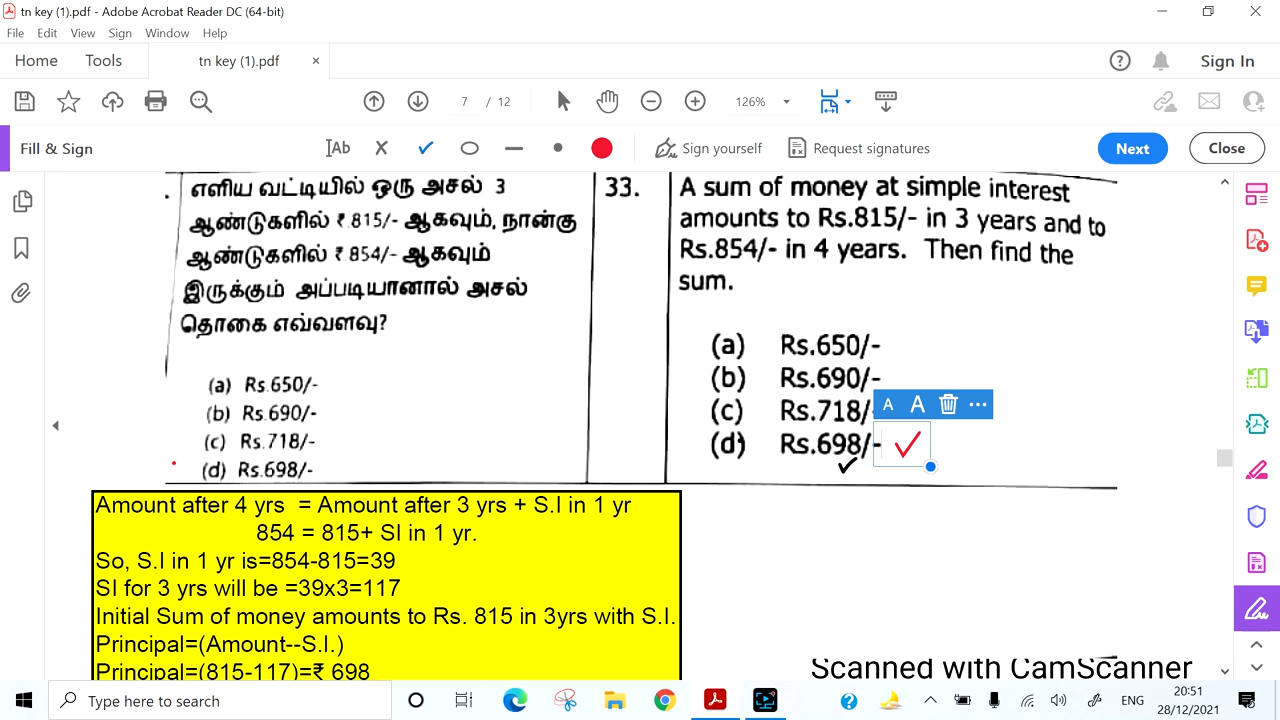 tn key (1).pdf - Adobe Acrobat Reader DC (64-bit)
File Edit View Sign Window Help
Home Tools tn key (1).pdf × Sign In
7 / 12 126%
Fill & Sign Ab Sign yourself Request signatures Next Close
எளிய வட்டியில் ஒரு அசல் 3
ஆண்டுகளில் ₹.815/- ஆகவும், நான்கு
ஆண்டுகளில் ₹.854/- ஆகவும்
இருக்கும் அப்படியானால் அசல்
தொகை எவ்வளவு?
(a) Rs.650/-
(b) Rs.690/-
(c) Rs.718/-
(d) Rs.698/-
33. A sum of money at simple interest
amounts to Rs.815/- in 3 years and to
Rs.854/- in 4 years. Then find the
sum.
(a) Rs.650/-
(b) Rs.690/-
(c) Rs.718/-
(d) Rs.698/-
A A
Amount after 4 yrs = Amount after 3 yrs + S.I in 1 yr
854 = 815+ SI in 1 yr.
So, S.I in 1 yr is=854-815=39
SI for 3 yrs will be =39x3=117
Initial Sum of money amounts to Rs. 815 in 3yrs with S.I.
Principal=(Amount--S.I.)
Principal=(815-117)=₹ 698
Scanned with CamScanner
Type here to search
ENG
20:51
28/12/2021